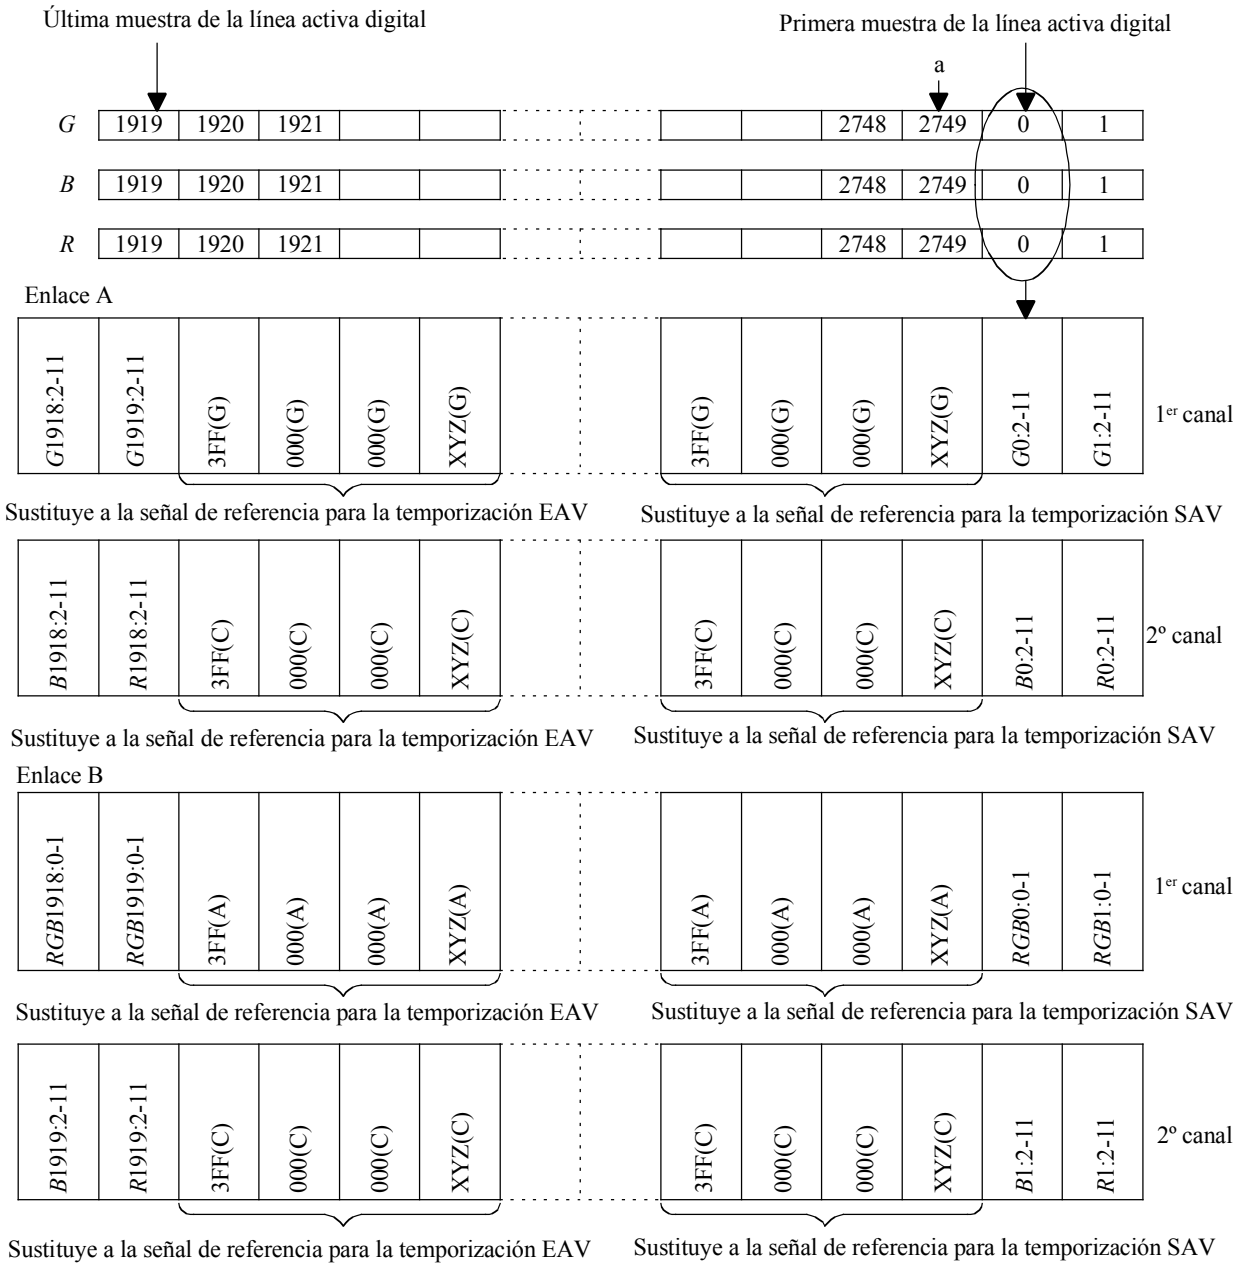 Última muestra de la línea activa digital
Primera muestra de la línea activa digital
a
G 1919 1920 1921 2748 2749 0 1
B 1919 1920 1921 2748 2749 0 1
R 1919 1920 1921 2748 2749 0 1
Enlace A
G1918:2-11 G1919:2-11 3FF(G) 000(G) 000(G) XYZ(G) 3FF(G) 000(G) 000(G) XYZ(G) G0:2-11 G1:2-11 1er canal
Sustituye a la señal de referencia para la temporización EAV
Sustituye a la señal de referencia para la temporización SAV
B1918:2-11 R1918:2-11 3FF(C) 000(C) 000(C) XYZ(C) 3FF(C) 000(C) 000(C) XYZ(C) B0:2-11 R0:2-11 2º canal
Sustituye a la señal de referencia para la temporización EAV
Sustituye a la señal de referencia para la temporización SAV
Enlace B
RGB1918:0-1 RGB1919:0-1 3FF(A) 000(A) 000(A) XYZ(A) 3FF(A) 000(A) 000(A) XYZ(A) RGB0:0-1 RGB1:0-1 1er canal
Sustituye a la señal de referencia para la temporización EAV
Sustituye a la señal de referencia para la temporización SAV
B1919:2-11 R1919:2-11 3FF(C) 000(C) 000(C) XYZ(C) 3FF(C) 000(C) 000(C) XYZ(C) B1:2-11 R1:2-11 2º canal
Sustituye a la señal de referencia para la temporización EAV
Sustituye a la señal de referencia para la temporización SAV